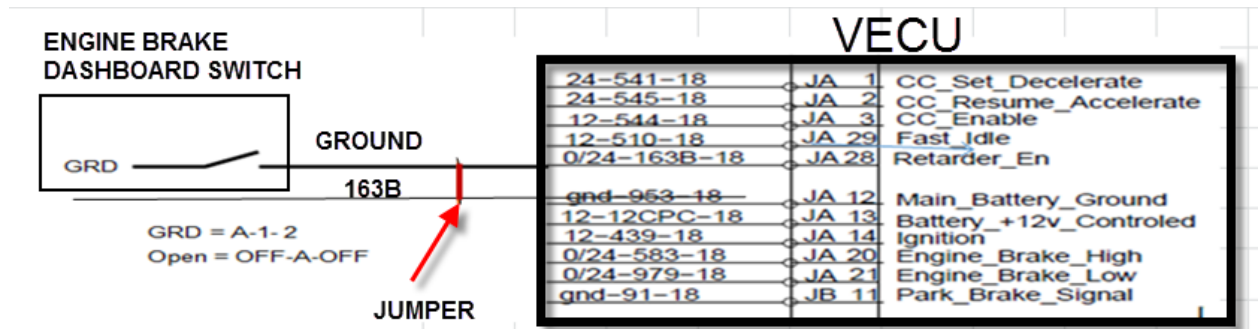 VECU
ENGINE BRAKE
DASHBOARD SWITCH
GROUND
GRD
163B
GRD = A-1-2
Open = OFF-A-OFF
JUMPER
24-541-18 JA 1 CC_Set_Decelerate
24-545-18 JA 2 CC_Resume_Accelerate
12-544-18 JA 3 CC_Enable
12-510-18 JA 29 Fast_Idle
0/24-163B-18 JA 28 Retarder_En
gnd-953-18 JA 12 Main_Battery_Ground
12-12CPC-18 JA 13 Battery_+12v_Controled
12-439-18 JA 14 Ignition
0/24-583-18 JA 20 Engine_Brake_High
0/24-979-18 JA 21 Engine_Brake_Low
gnd-91-18 JB 11 Park_Brake_Signal